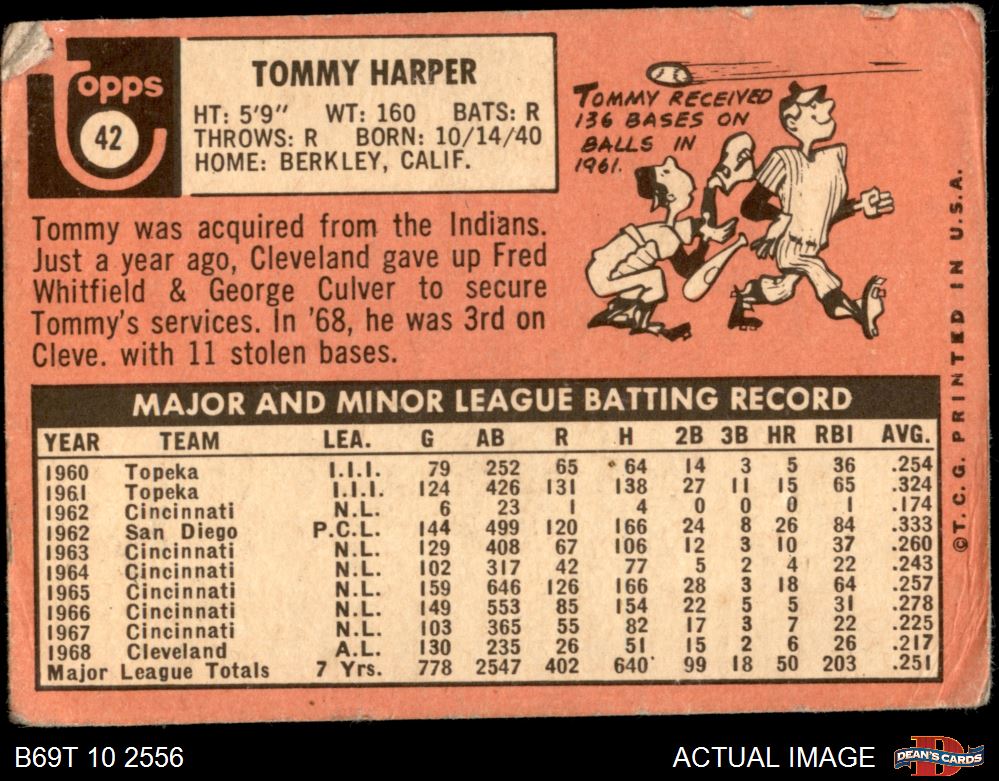 Topps
42
TOMMY HARPER
HT: 5'9" WT: 160 BATS: R
THROWS: R BORN: 10/14/40
HOME: BERKLEY, CALIF.
TOMMY RECEIVED
136 BASES ON
BALLS IN
1961.
Tommy was acquired from the Indians.
Just a year ago, Cleveland gave up Fred
Whitfield & George Culver to secure
Tommy's services. In '68, he was 3rd on
Cleve. with 11 stolen bases.
MAJOR AND MINOR LEAGUE BATTING RECORD
YEAR TEAM LEA. G AB R H 2B 3B HR RBI AVG.
1960 Topeka I.I.I. 79 252 65 64 14 3 5 36 .254
1961 Topeka I.I.I. 124 426 131 138 27 11 15 65 .324
1962 Cincinnati N.L. 6 23 1 4 0 0 0 1 .174
1962 San Diego P.C.L. 144 499 120 166 24 8 26 84 .333
1963 Cincinnati N.L. 129 408 67 106 12 3 10 37 .260
1964 Cincinnati N.L. 102 317 42 77 5 2 4 22 .243
1965 Cincinnati N.L. 159 646 126 166 28 3 18 64 .257
1966 Cincinnati N.L. 149 553 85 154 22 5 5 31 .278
1967 Cincinnati N.L. 103 365 55 82 17 3 7 22 .225
1968 Cleveland A.L. 130 235 26 51 15 2 6 26 .217
Major League Totals 7 Yrs. 778 2547 402 640 99 18 50 203 .251
©T.C.G. PRINTED IN U.S.A.
B69T 10 2556
ACTUAL IMAGE
DEAN'S CARDS